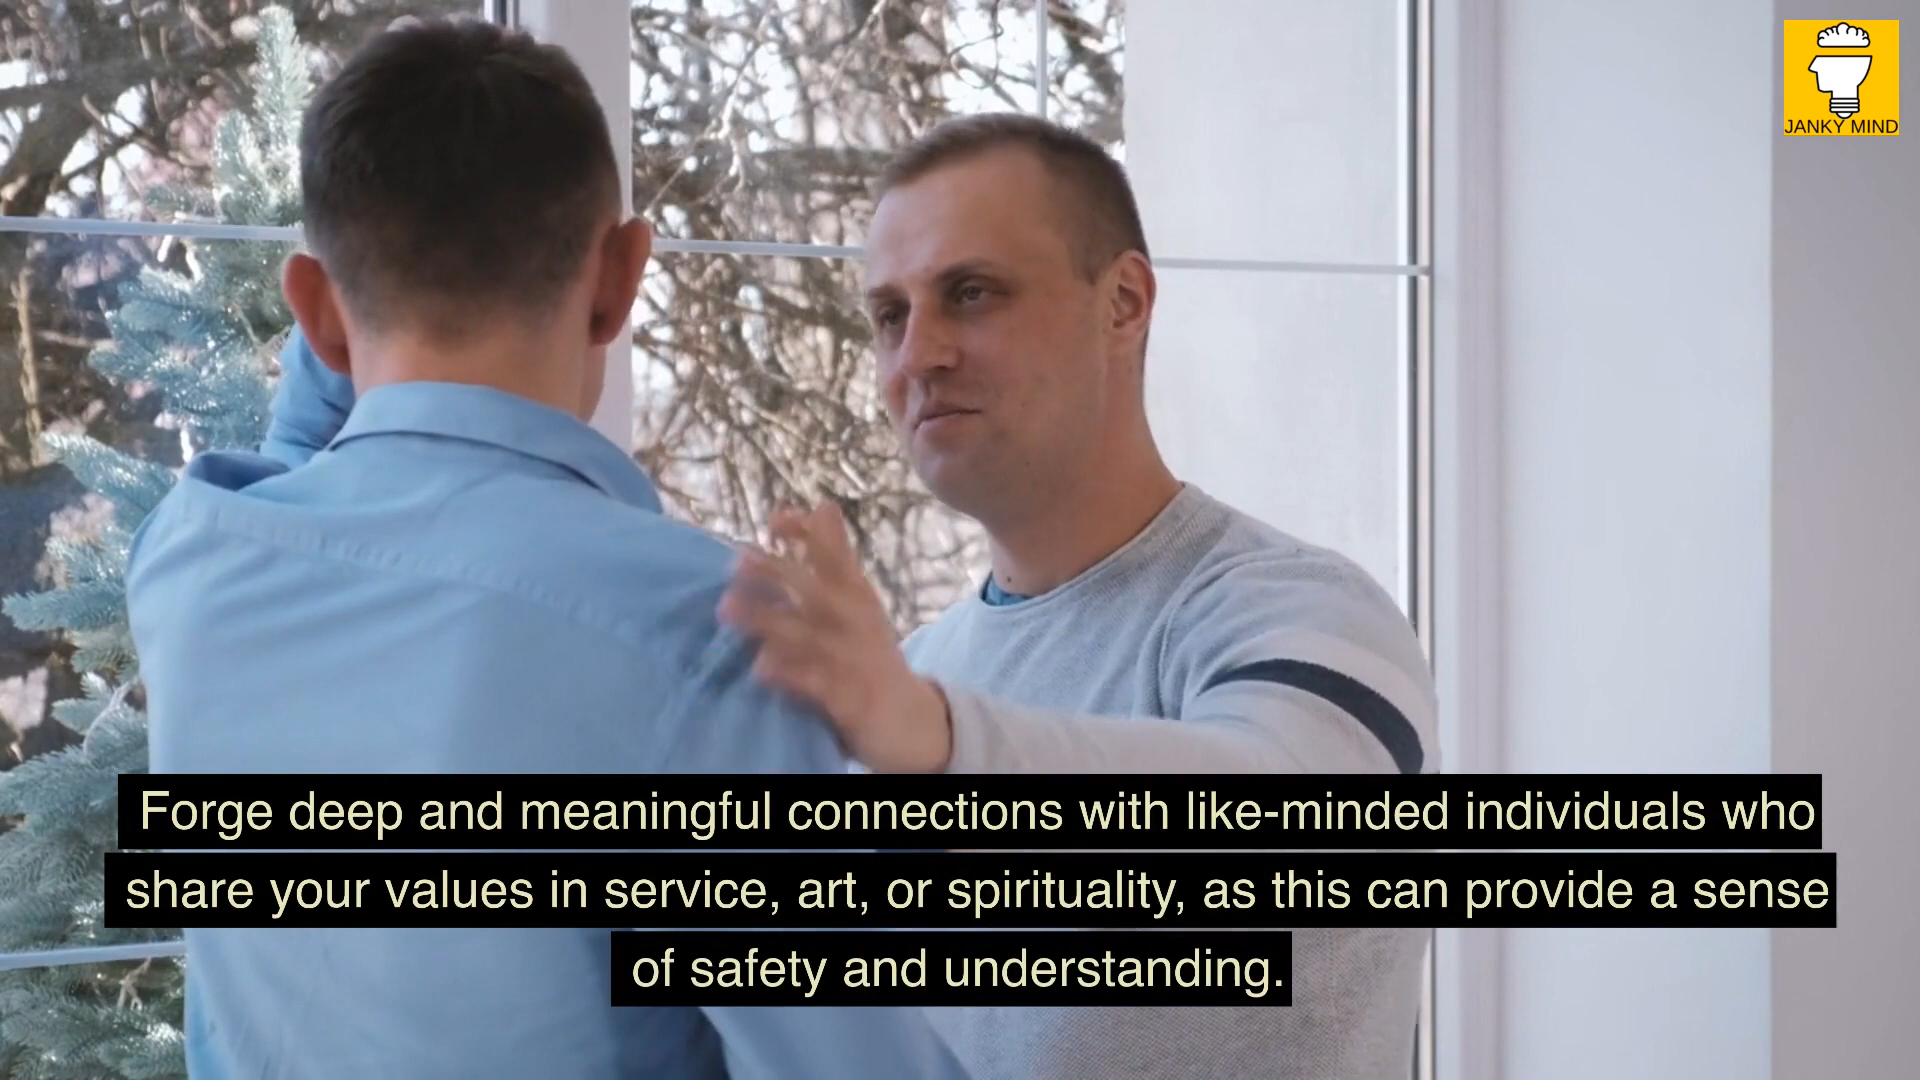 JANKY MIND
Forge deep and meaningful connections with like-minded individuals who
share your values in service, art, or spirituality, as this can provide a sense
of safety and understanding.